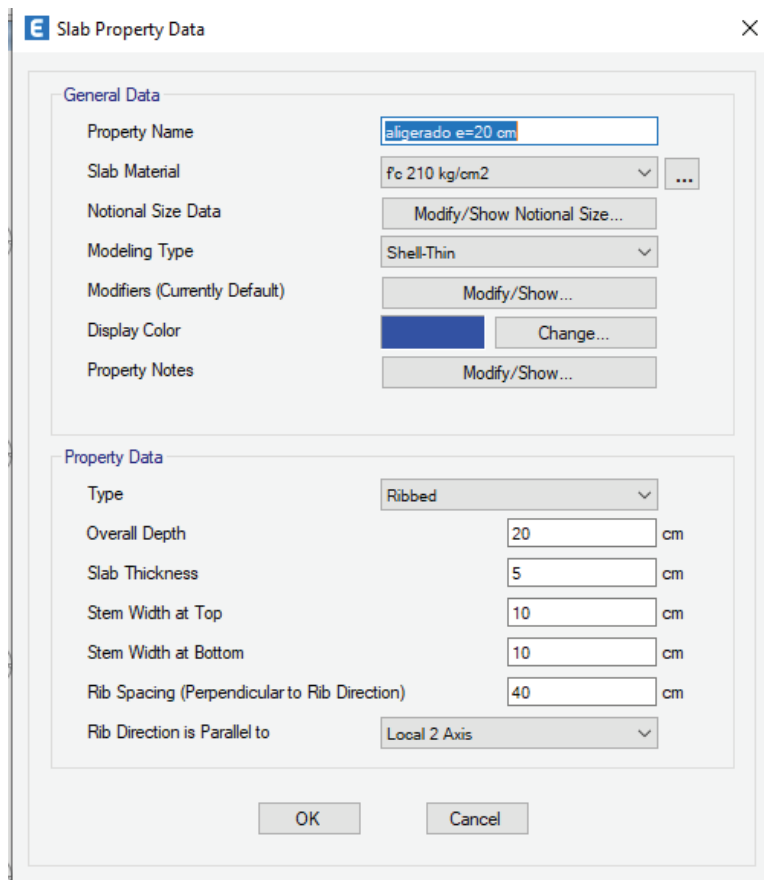 E Slab Property Data
General Data
Property Name aligerado e=20 cm
Slab Material f'c 210 kg/cm2 ...
Notional Size Data Modify/Show Notional Size...
Modeling Type Shell-Thin
Modifiers (Currently Default) Modify/Show...
Display Color Change...
Property Notes Modify/Show...
Property Data
Type Ribbed
Overall Depth 20 cm
Slab Thickness 5 cm
Stem Width at Top 10 cm
Stem Width at Bottom 10 cm
Rib Spacing (Perpendicular to Rib Direction) 40 cm
Rib Direction is Parallel to Local 2 Axis
OK Cancel